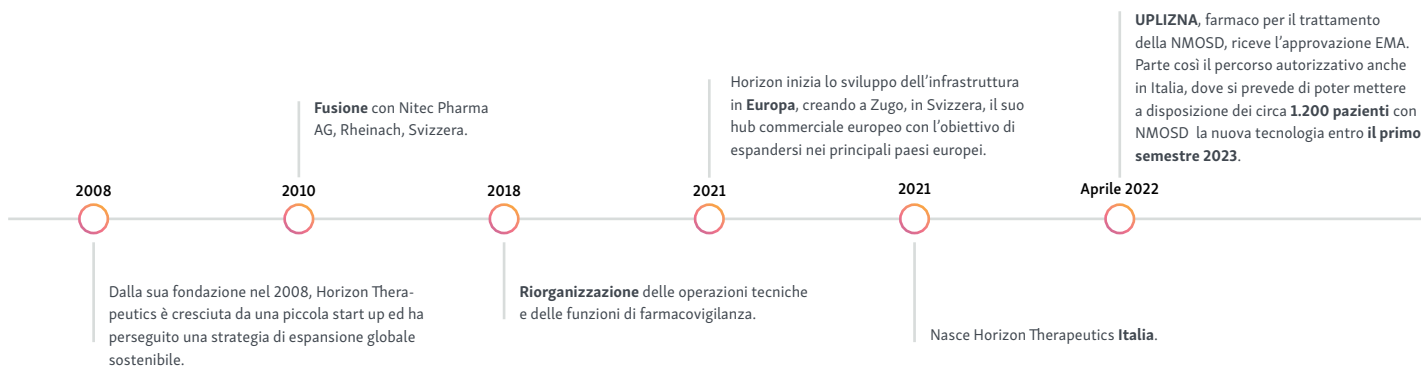 2008
Dalla sua fondazione nel 2008, Horizon Thera-
peutics è cresciuta da una piccola start up ed ha
perseguito una strategia di espansione globale
sostenibile.
2010
Fusione con Nitec Pharma
AG, Rheinach, Svizzera.
2018
Riorganizzazione delle operazioni tecniche
e delle funzioni di farmacovigilanza.
2021
Horizon inizia lo sviluppo dell’infrastruttura
in Europa, creando a Zugo, in Svizzera, il suo
hub commerciale europeo con l’obiettivo di
espandersi nei principali paesi europei.
2021
Nasce Horizon Therapeutics Italia.
Aprile 2022
UPLIZNA, farmaco per il trattamento
della NMOSD, riceve l’approvazione EMA.
Parte così il percorso autorizzativo anche
in Italia, dove si prevede di poter mettere
a disposizione dei circa 1.200 pazienti con
NMOSD la nuova tecnologia entro il primo
semestre 2023.